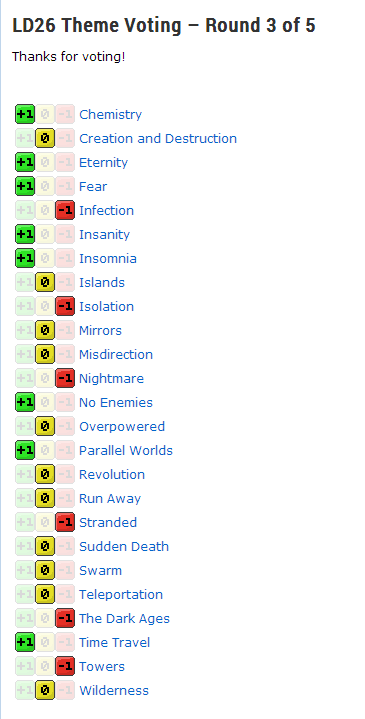 LD26 Theme Voting – Round 3 of 5
Thanks for voting!
+1 0 -1 Chemistry
+1 0 -1 Creation and Destruction
+1 0 -1 Eternity
+1 0 -1 Fear
+1 0 -1 Infection
+1 0 -1 Insanity
+1 0 -1 Insomnia
+1 0 -1 Islands
+1 0 -1 Isolation
+1 0 -1 Mirrors
+1 0 -1 Misdirection
+1 0 -1 Nightmare
+1 0 -1 No Enemies
+1 0 -1 Overpowered
+1 0 -1 Parallel Worlds
+1 0 -1 Revolution
+1 0 -1 Run Away
+1 0 -1 Stranded
+1 0 -1 Sudden Death
+1 0 -1 Swarm
+1 0 -1 Teleportation
+1 0 -1 The Dark Ages
+1 0 -1 Time Travel
+1 0 -1 Towers
+1 0 -1 Wilderness